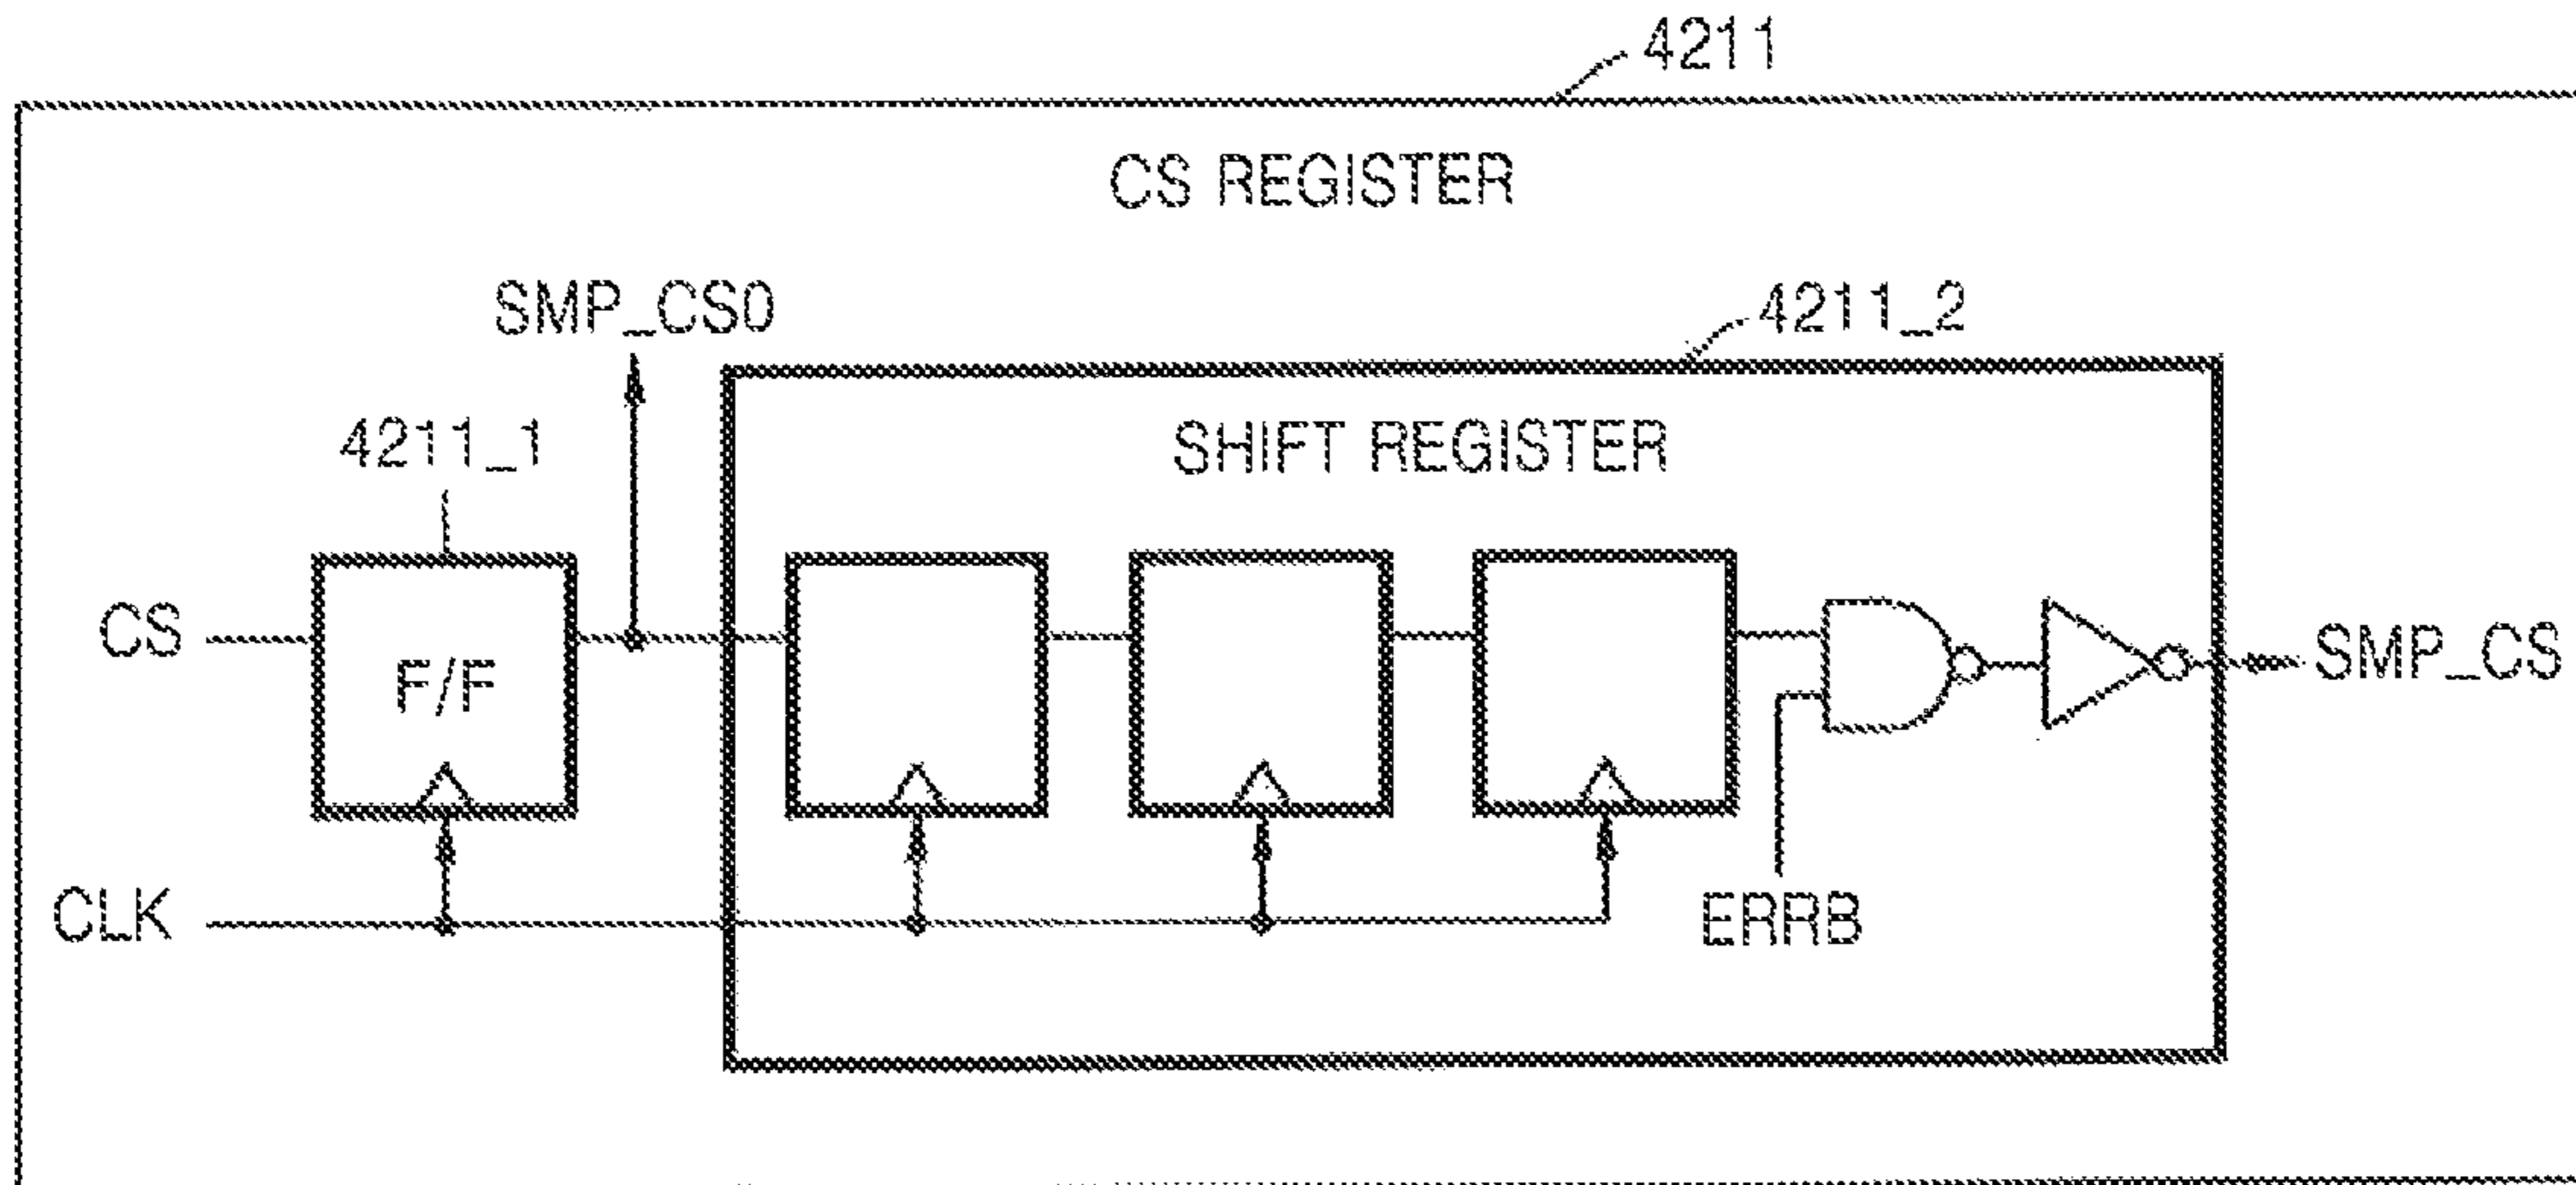 4211
CS REGISTER
SMP_CS0
4211_2
4211_1
SHIFT REGISTER
CS
F/F
SMP_CS
CLK
ERRB